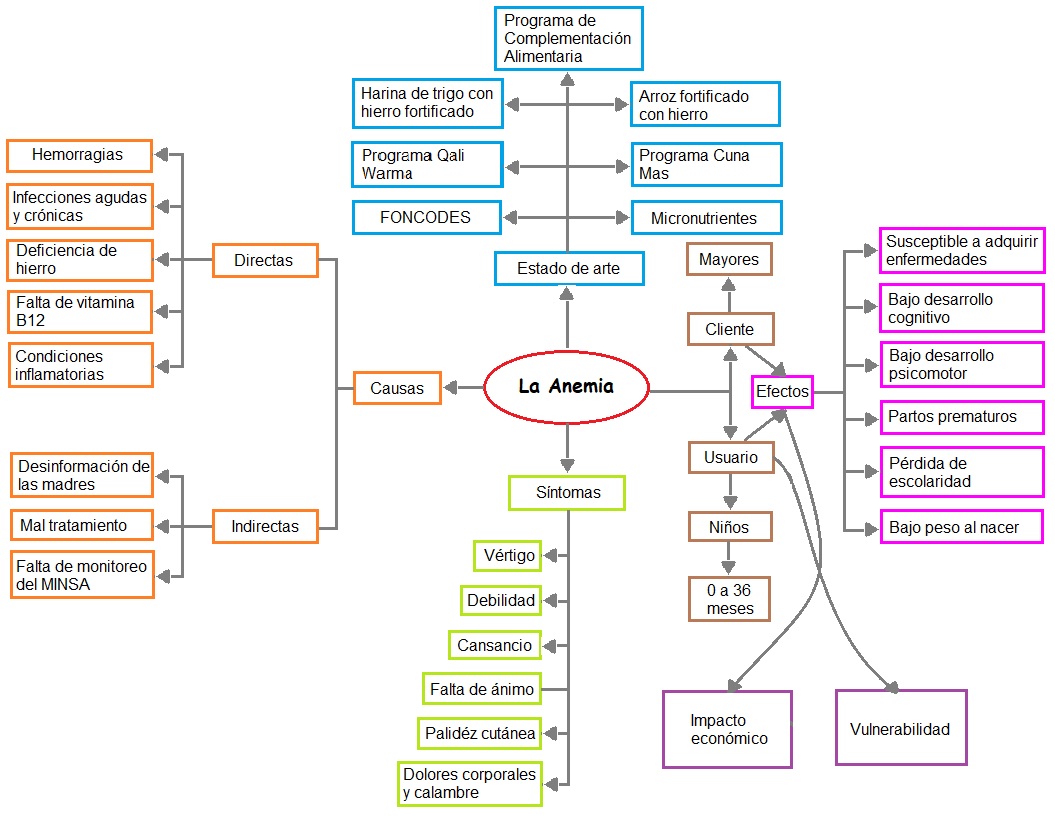 Programa de
Complementación
Alimentaria
Harina de trigo con
hierro fortificado
Arroz fortificado
con hierro
Programa Qali
Warma
Programa Cuna
Mas
FONCODES
Micronutrientes
Estado de arte
Hemorragias
Infecciones agudas
y crónicas
Deficiencia de
hierro
Falta de vitamina
B12
Condiciones
inflamatorias
Directas
Causas
La Anemia
Desinformación de
las madres
Mal tratamiento
Falta de monitoreo
del MINSA
Indirectas
Síntomas
Vértigo
Debilidad
Cansancio
Falta de ánimo
Palidéz cutánea
Dolores corporales
y calambre
Mayores
Cliente
Efectos
Usuario
Niños
0 a 36
meses
Susceptible a adquirir
enfermedades
Bajo desarrollo
cognitivo
Bajo desarrollo
psicomotor
Partos prematuros
Pérdida de
escolaridad
Bajo peso al nacer
Impacto
económico
Vulnerabilidad